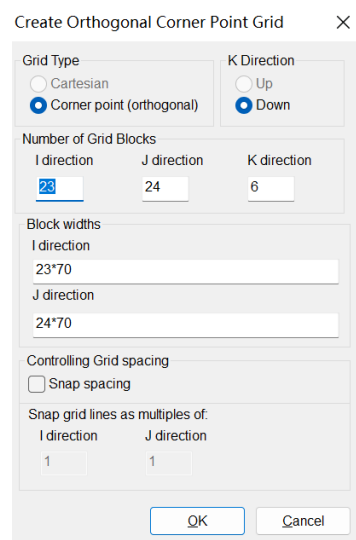 Create Orthogonal Corner Point Grid
Grid Type
K Direction
Cartesian
Up
Corner point (orthogonal)
Down
Number of Grid Blocks
I direction J direction K direction
23 24 6
Block widths
I direction
23*70
J direction
24*70
Controlling Grid spacing
Snap spacing
Snap grid lines as multiples of:
I direction J direction
1 1
OK Cancel